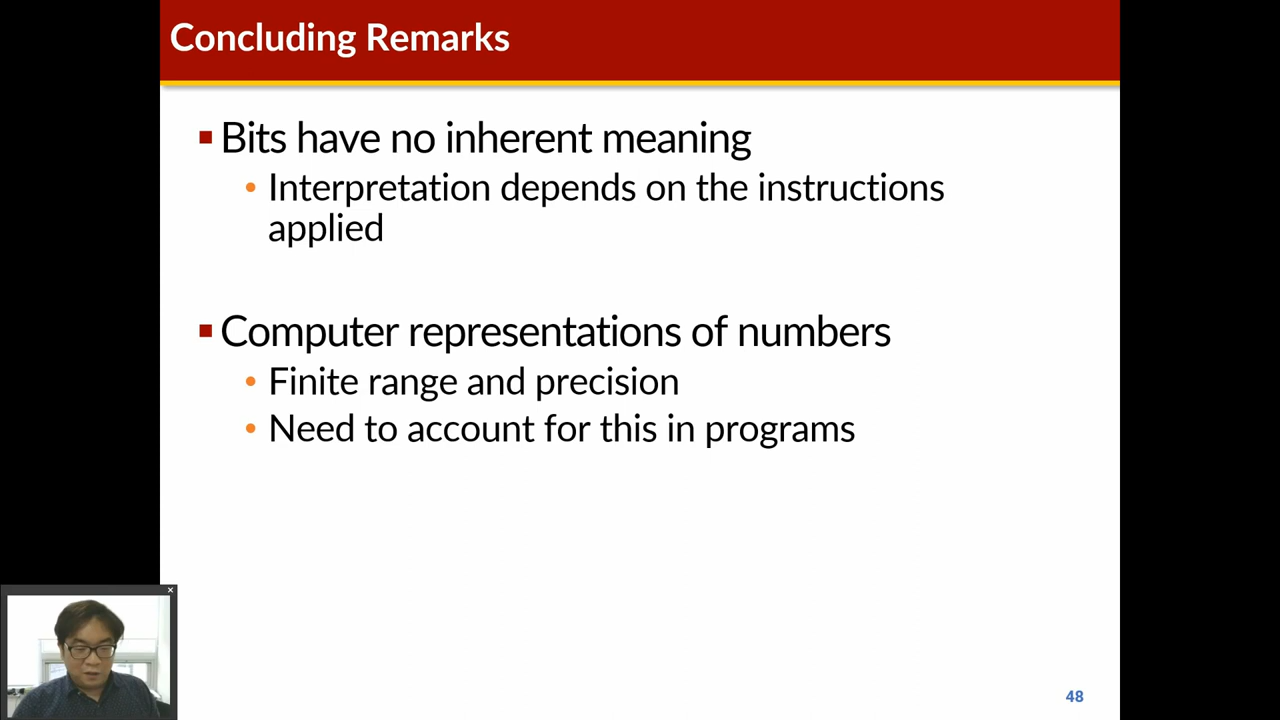 Concluding Remarks
Bits have no inherent meaning
Interpretation depends on the instructions
applied
Computer representations of numbers
Finite range and precision
Need to account for this in programs
48